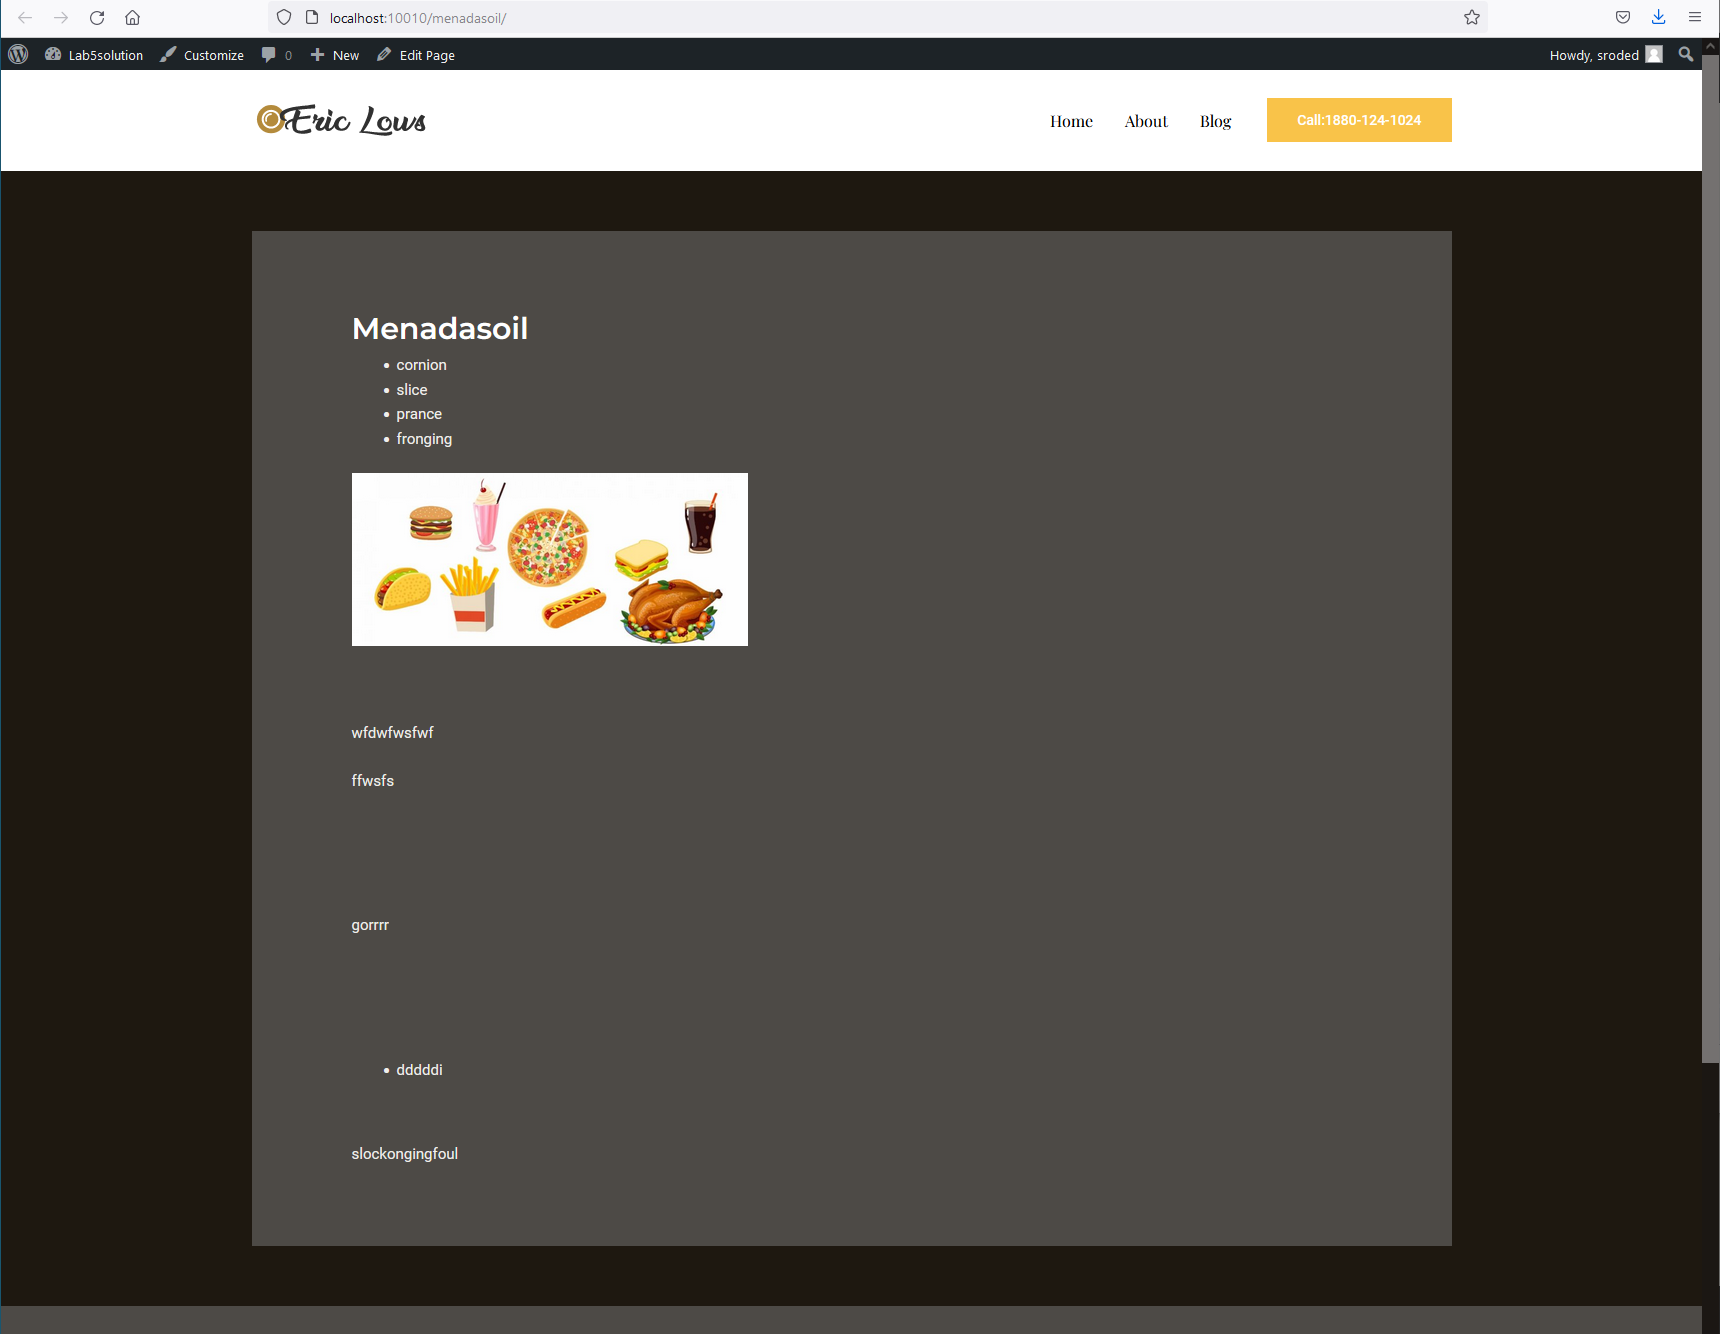 localhost:10010/menadasoil/
Lab5solution Customize 0 New Edit Page Howdy, sroded
Eric Lows Home About Blog Call:1880-124-1024
Menadasoil
cornion
slice
prance
fronging
wfdwfwsfwf
ffwsfs
gorrrr
dddddi
slockongingfoul